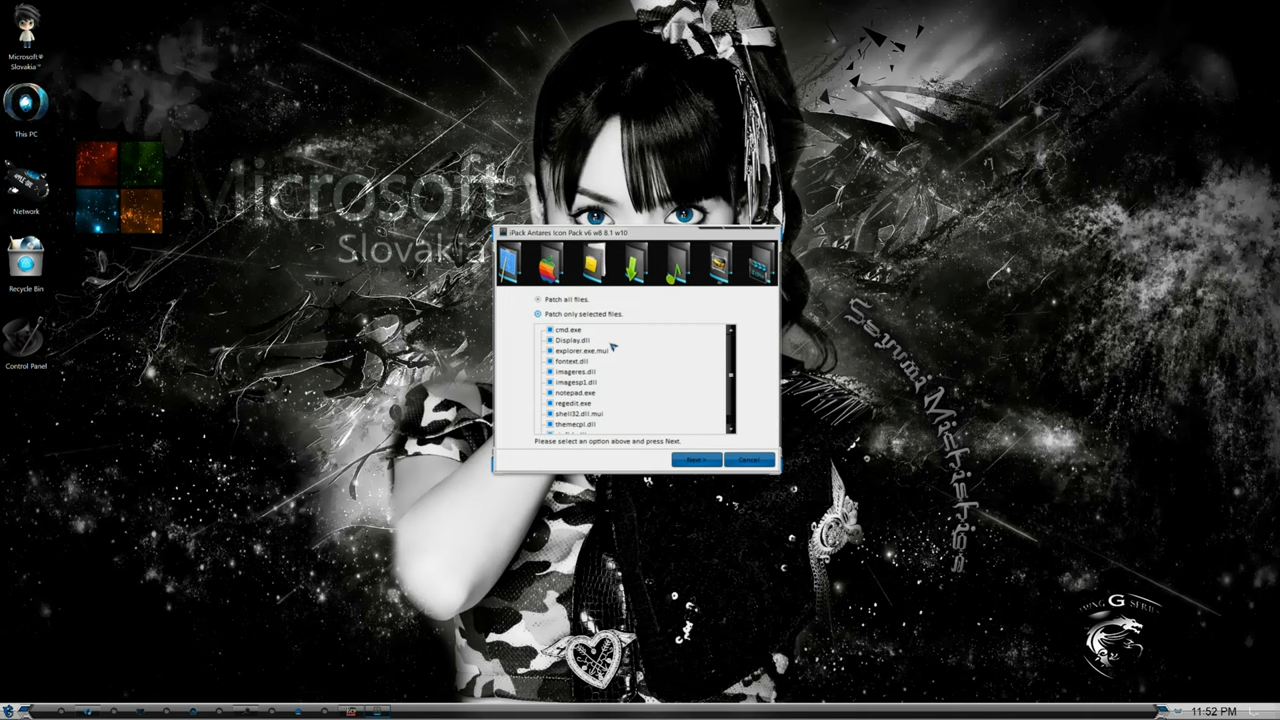 Microsoft®
Slovakia™
This PC
Network
Recycle Bin
Control Panel
Microsoft®
Slovakia
iPack Antares Icon Pack v6 w8 8.1 w10
Patch all files.
Patch only selected files.
cmd.exe
Display.dll
explorer.exe.mui
fontext.dll
imageres.dll
imagesp1.dll
notepad.exe
regedit.exe
shell32.dll.mui
themecpl.dll
Please select an option above and press Next.
Next >
Cancel
G SERI
11:52 PM